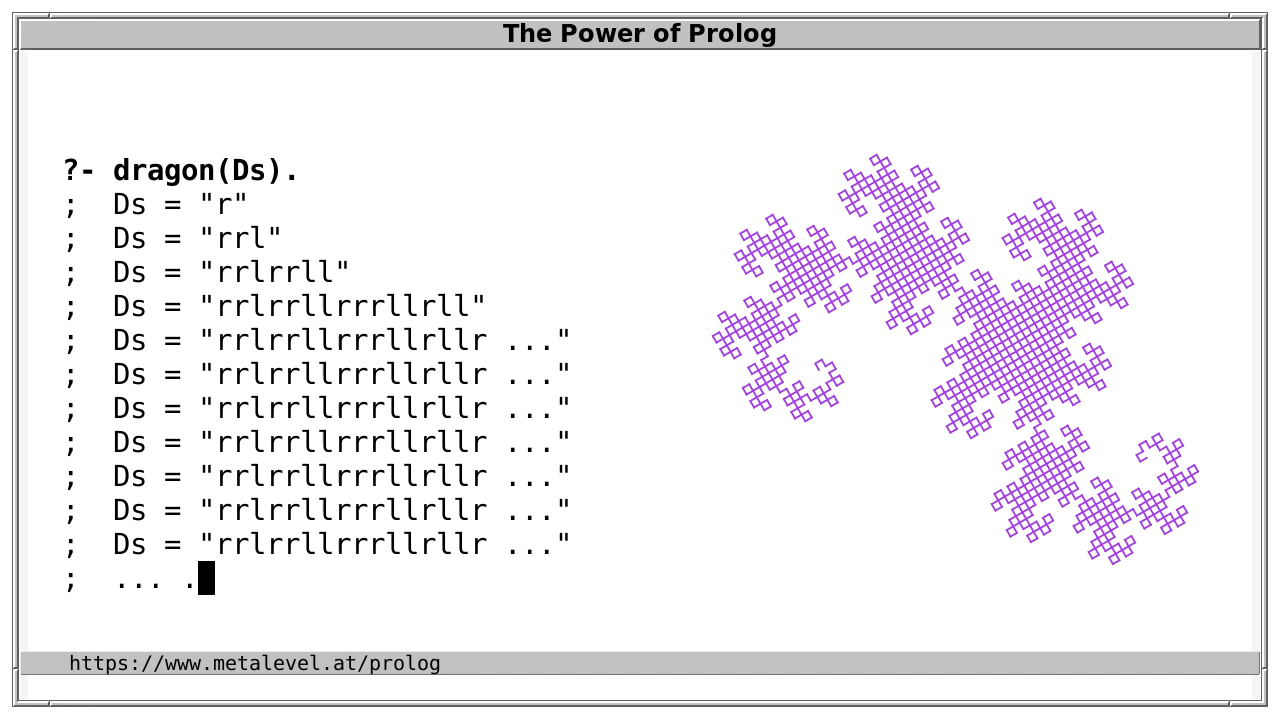 The Power of Prolog
?- dragon(Ds).
;  Ds = "r"
;  Ds = "rrl"
;  Ds = "rrlrrll"
;  Ds = "rrlrrllrrrllrll"
;  Ds = "rrlrrllrrrllrllr ..."
;  Ds = "rrlrrllrrrllrllr ..."
;  Ds = "rrlrrllrrrllrllr ..."
;  Ds = "rrlrrllrrrllrllr ..."
;  Ds = "rrlrrllrrrllrllr ..."
;  Ds = "rrlrrllrrrllrllr ..."
;  Ds = "rrlrrllrrrllrllr ..."
;  ... .
https://www.metalevel.at/prolog